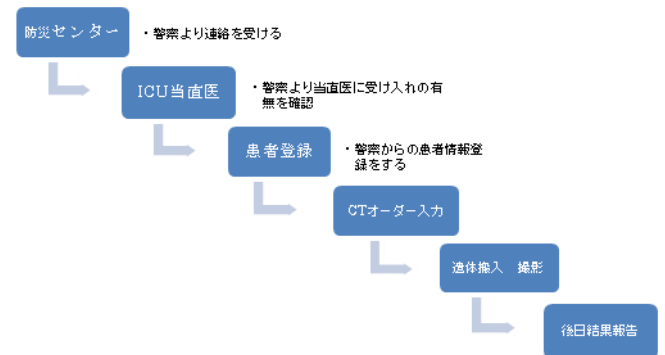 防災センター
・警察より連絡を受ける
ICU当直医
・警察より当直医に受け入れの有
無を確認
患者登録
・警察からの患者情報登
録をする
CTオーダー入力
遺体搬入　撮影
後日結果報告